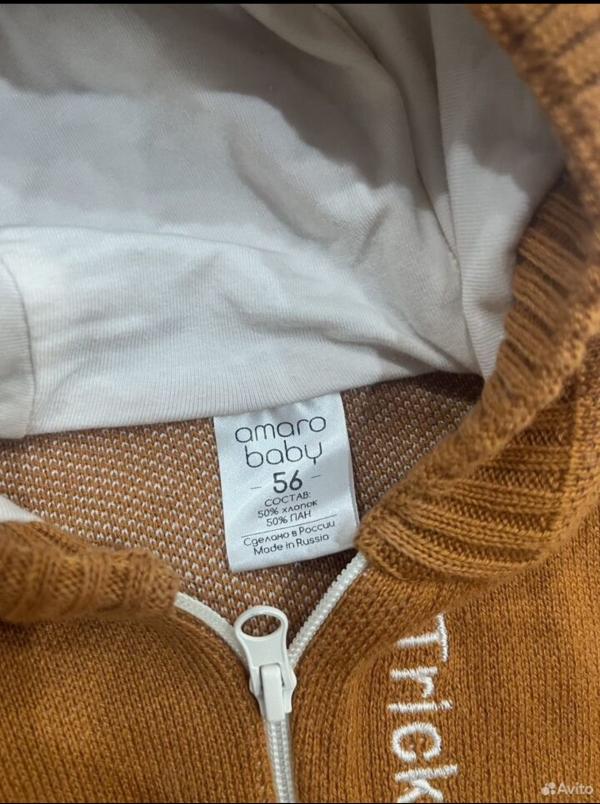 amaro
baby
- 56 -
СОСТАВ:
50% ХЛОПОК
50% ПАН
Сделано в России
Made in Russia
Trick
Avito